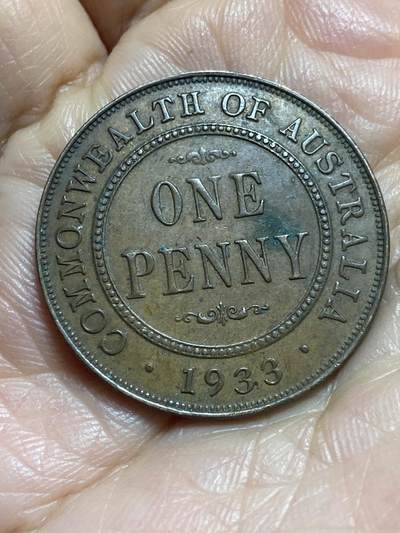 COMMONWEALTH OF AUSTRALIA
ONE
PENNY
· 1933 ·